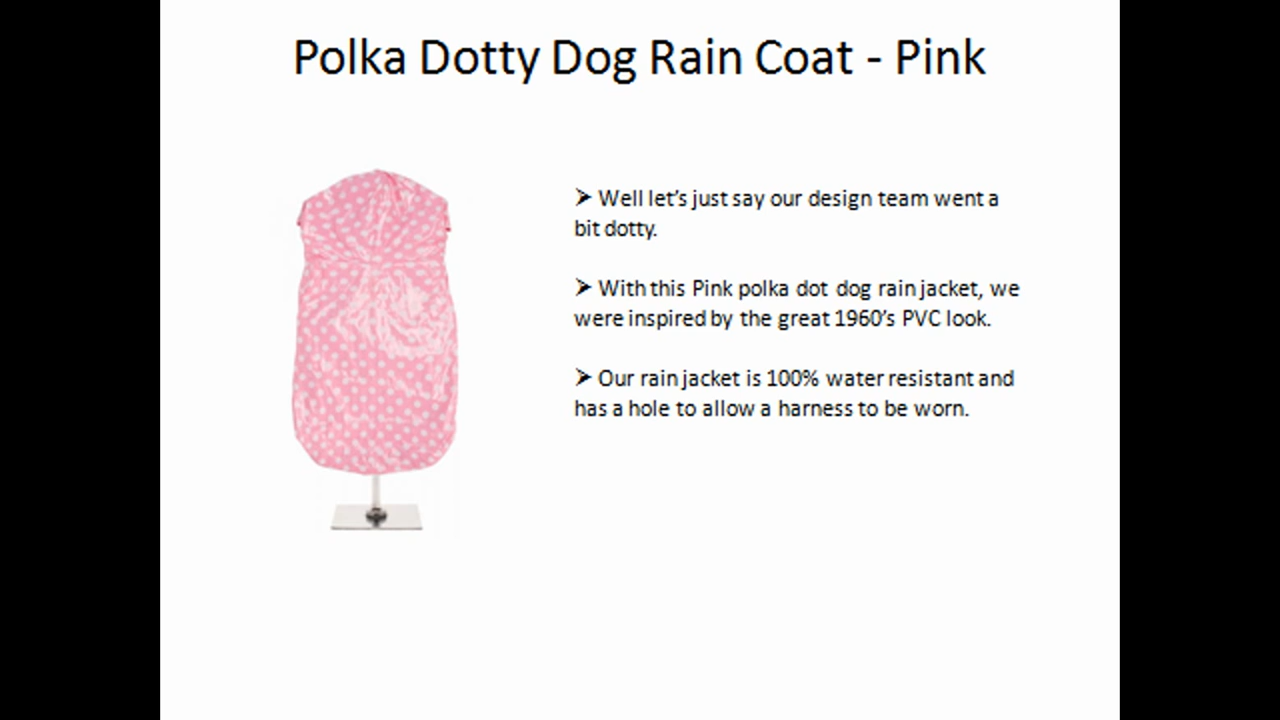 Polka Dotty Dog Rain Coat - Pink
➢ Well let's just say our design team went a
bit dotty.
➢ With this Pink polka dot dog rain jacket, we
were inspired by the great 1960's PVC look.
➢ Our rain jacket is 100% water resistant and
has a hole to allow a harness to be worn.